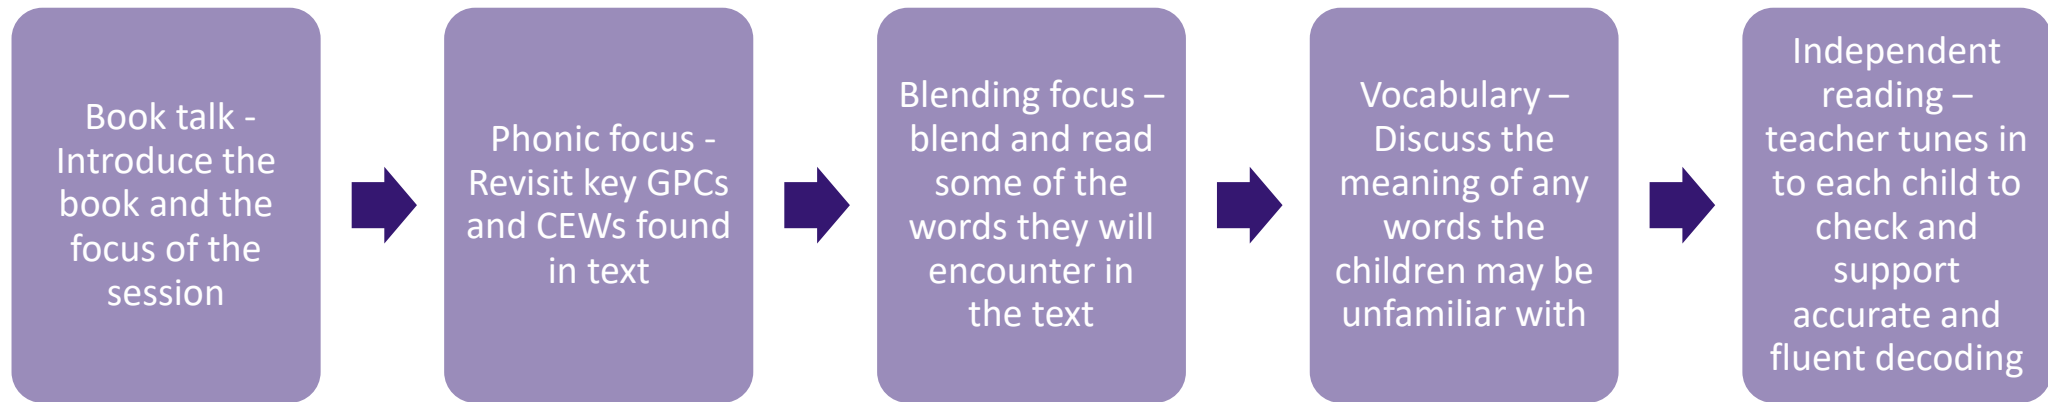 Book talk -
Introduce the
book and the
focus of the
session
Phonic focus -
Revisit key GPCs
and CEWs found
in text
Blending focus –
blend and read
some of the
words they will
encounter in
the text
Vocabulary –
Discuss the
meaning of any
words the
children may be
unfamiliar with
Independent
reading –
teacher tunes in
to each child to
check and
support
accurate and
fluent decoding